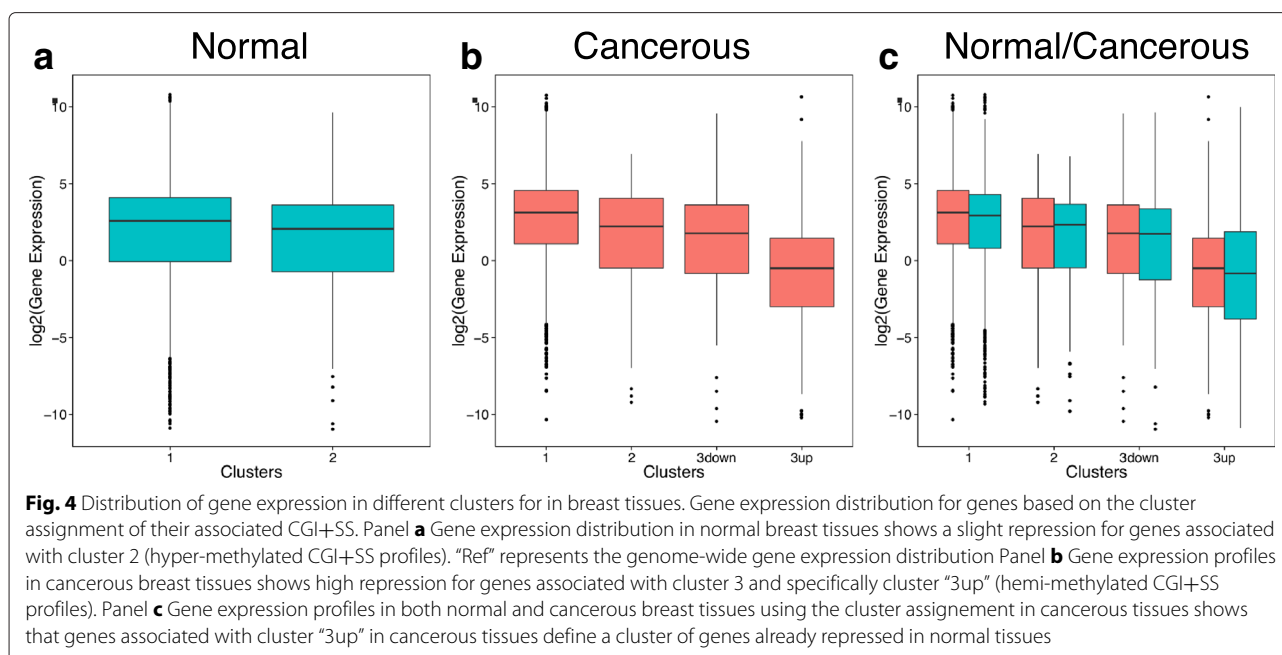 a Normal
b Cancerous
c Normal/Cancerous
log2(Gene Expression)
10
5
0
−5
−10
1 2
Clusters
log2(Gene Expression)
10
5
0
−5
−10
1 2 3down 3up
Clusters
log2(Gene Expression)
10
5
0
−5
−10
1 2 3down 3up
Clusters
Fig. 4 Distribution of gene expression in different clusters for in breast tissues. Gene expression distribution for genes based on the cluster
assignment of their associated CGI+SS. Panel a Gene expression distribution in normal breast tissues shows a slight repression for genes associated
with cluster 2 (hyper-methylated CGI+SS profiles). “Ref” represents the genome-wide gene expression distribution Panel b Gene expression profiles
in cancerous breast tissues shows high repression for genes associated with cluster 3 and specifically cluster “3up” (hemi-methylated CGI+SS
profiles). Panel c Gene expression profiles in both normal and cancerous breast tissues using the cluster assignement in cancerous tissues shows
that genes associated with cluster “3up” in cancerous tissues define a cluster of genes already repressed in normal tissues